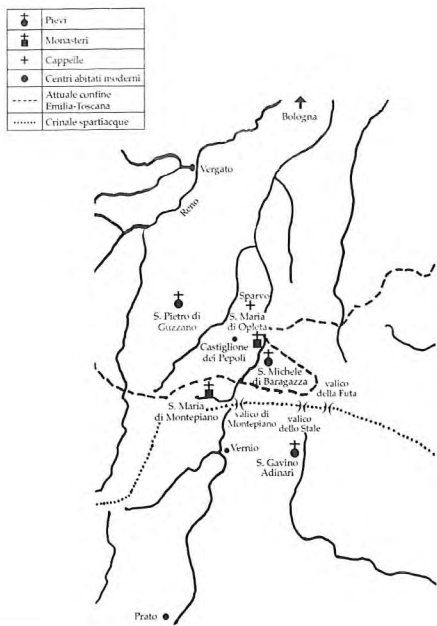 Pievi
Monasteri
Cappelle
Centri abitati moderni
Attuale confine
Emilia-Toscana
Crinale spartiacque
Bologna
Vergato
Reno
Sparvo
S. Pietro di
Guzzano
S. Maria
di Opleta
Castiglione
dei Pepoli
S. Michele
di Baragazza
valico
della Futa
S. Maria
di Montepiano
valico di
Montepiano
valico
dello Stale
Vernio
S. Gavino
Adinari
Prato